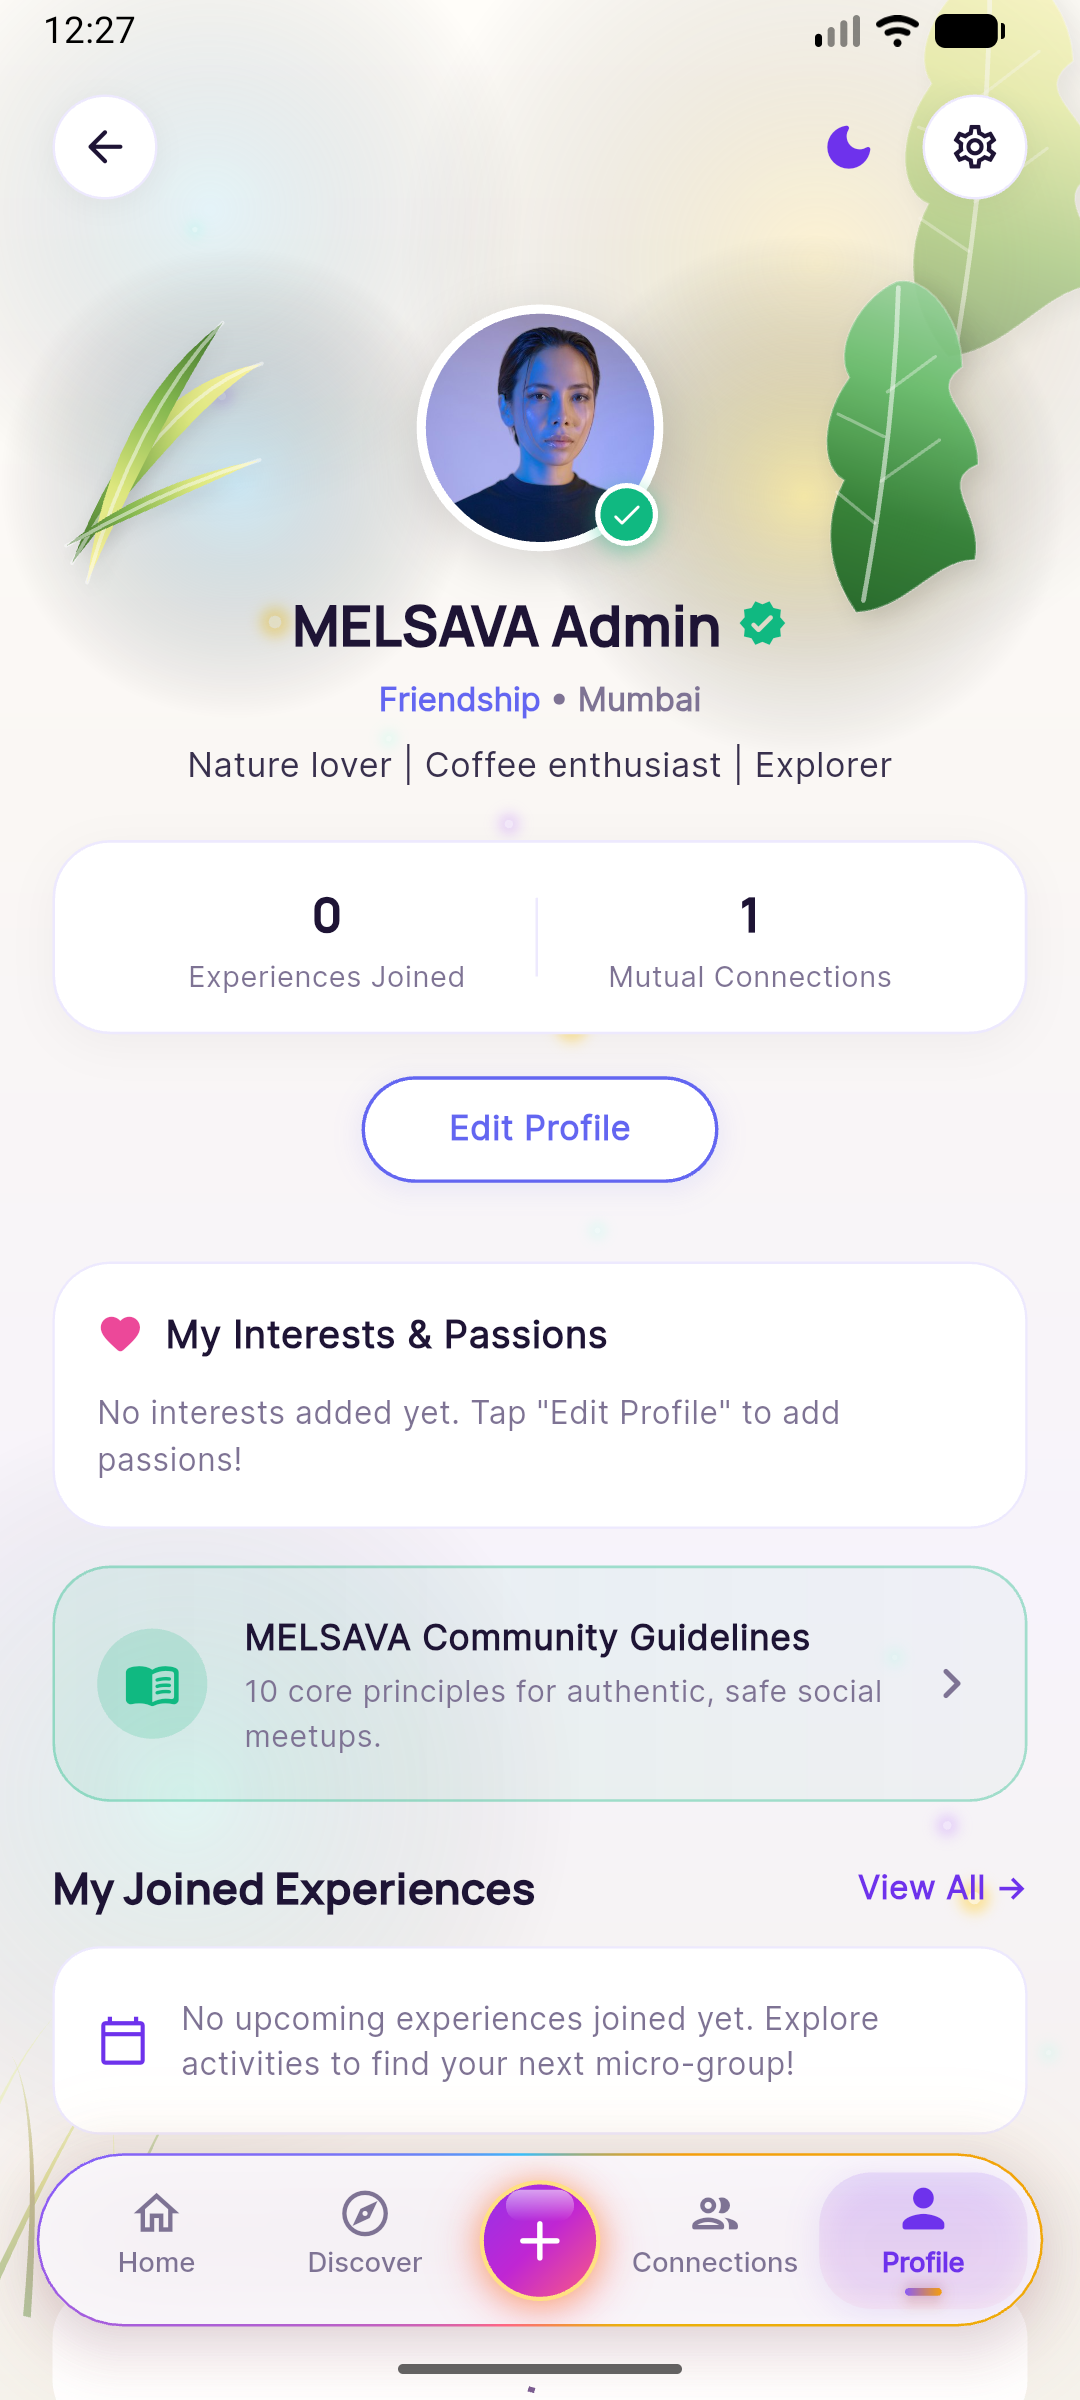 12:27
MELSAVA Admin
Friendship • Mumbai
Nature lover | Coffee enthusiast | Explorer
0
Experiences Joined
1
Mutual Connections
Edit Profile
My Interests & Passions
No interests added yet. Tap "Edit Profile" to add
passions!
MELSAVA Community Guidelines
10 core principles for authentic, safe social
meetups.
My Joined Experiences
View All →
No upcoming experiences joined yet. Explore
activities to find your next micro-group!
Home
Discover
Connections
Profile